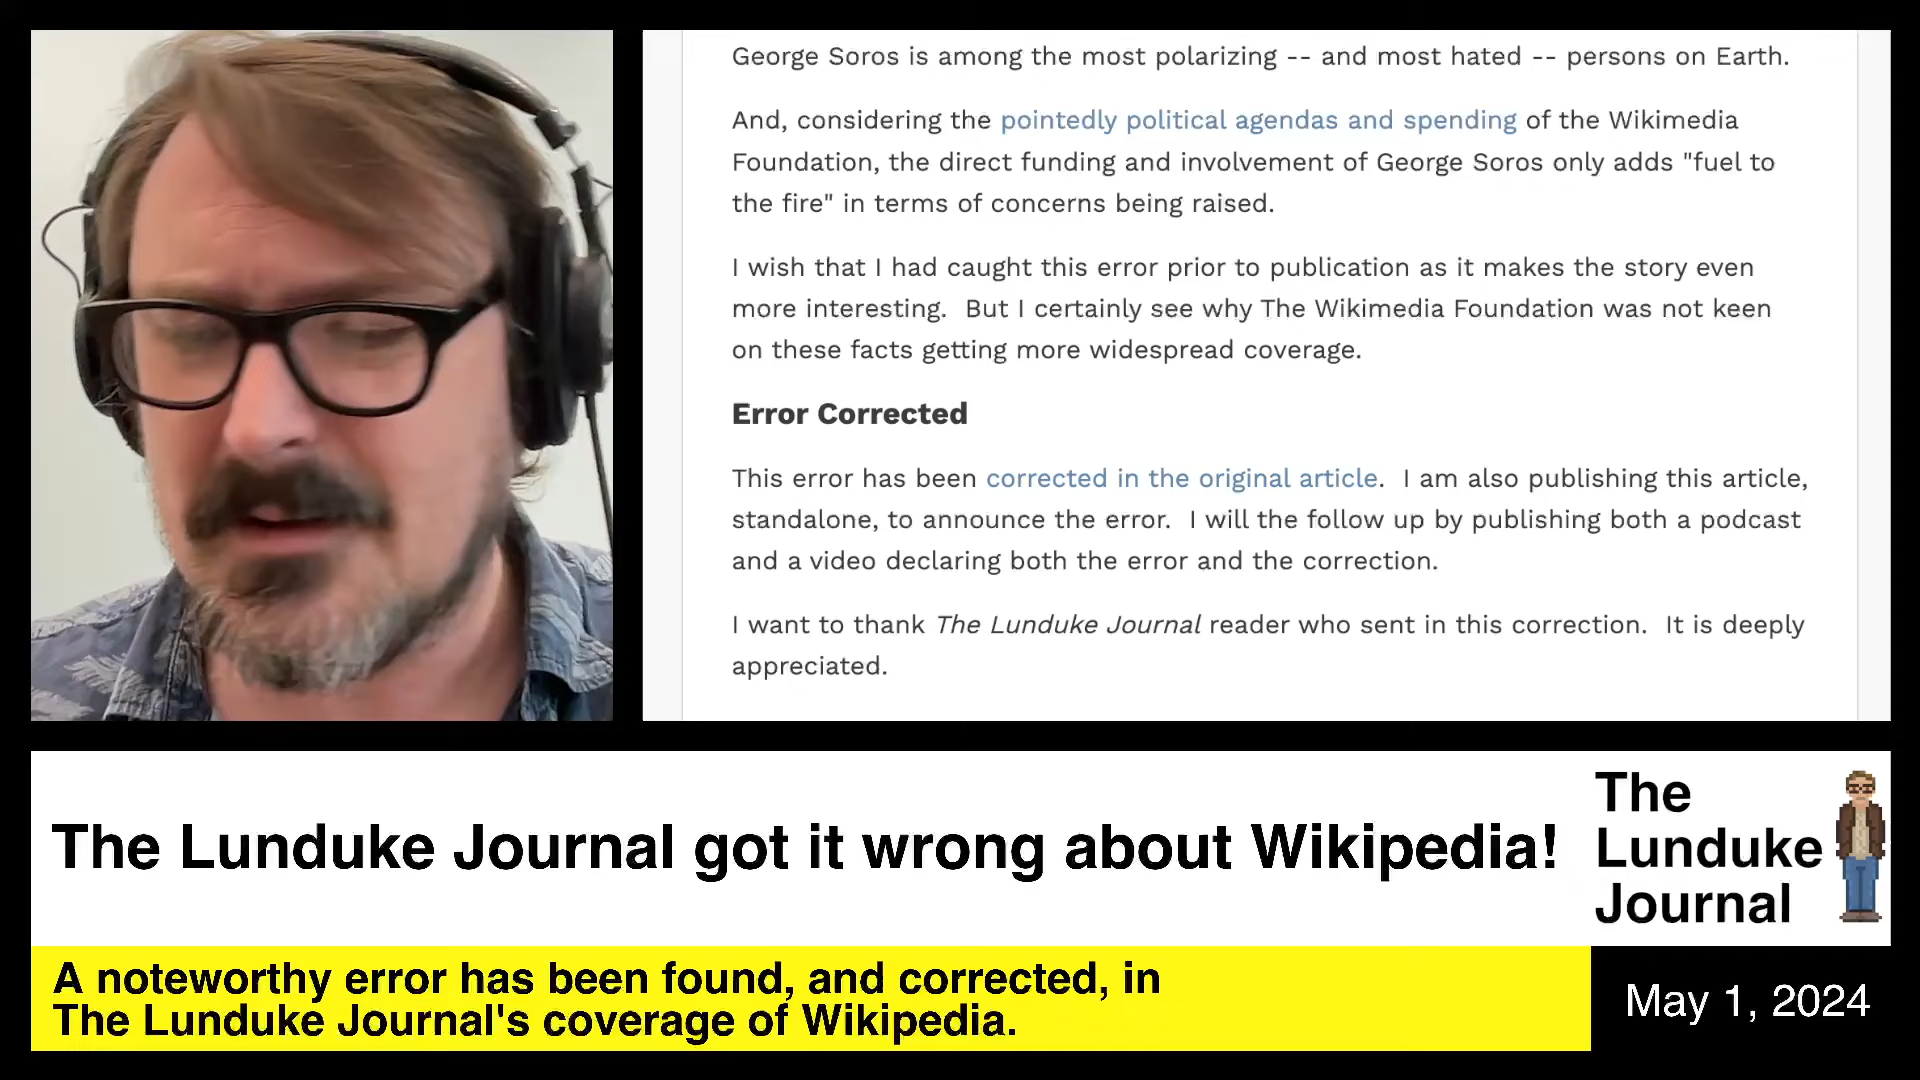 George Soros is among the most polarizing -- and most hated -- persons on Earth.
And, considering the pointedly political agendas and spending of the Wikimedia
Foundation, the direct funding and involvement of George Soros only adds "fuel to
the fire" in terms of concerns being raised.
I wish that I had caught this error prior to publication as it makes the story even
more interesting. But I certainly see why The Wikimedia Foundation was not keen
on these facts getting more widespread coverage.
Error Corrected
This error has been corrected in the original article. I am also publishing this article,
standalone, to announce the error. I will the follow up by publishing both a podcast
and a video declaring both the error and the correction.
I want to thank The Lunduke Journal reader who sent in this correction. It is deeply
appreciated.
The Lunduke Journal got it wrong about Wikipedia!
The
Lunduke
Journal
A noteworthy error has been found, and corrected, in
The Lunduke Journal's coverage of Wikipedia.
May 1, 2024